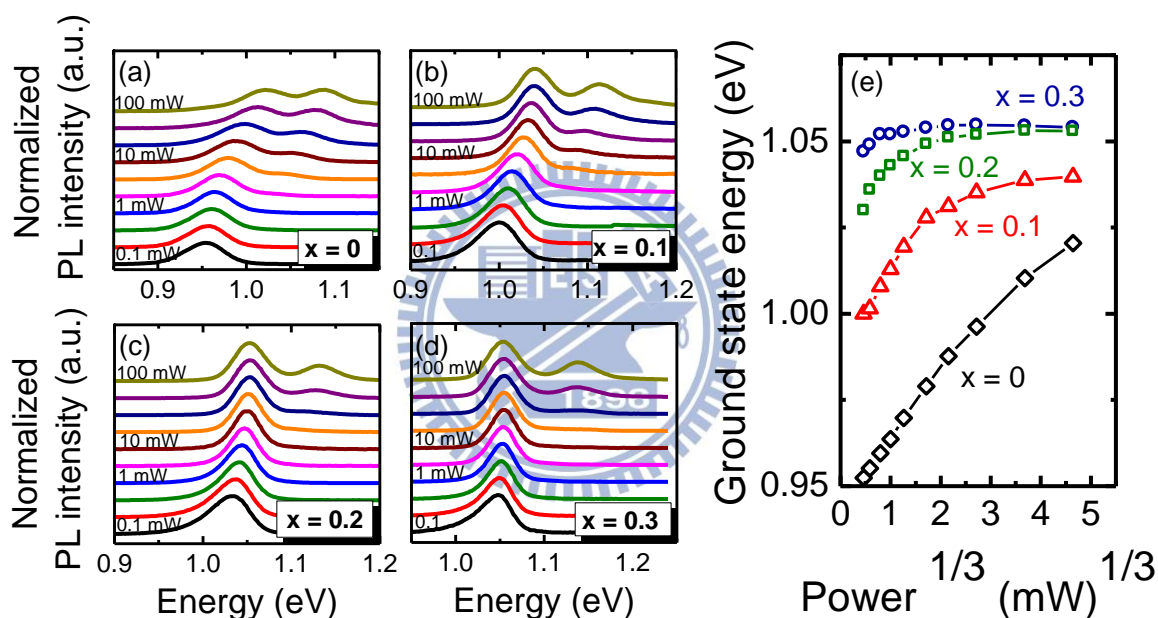 Normalized
PL intensity (a.u.)
(a)
100 mW
10 mW
1 mW
0.1 mW
x = 0
0.9 1.0 1.1
(b)
100 mW
10 mW
1 mW
0.1
x = 0.1
0.9 1.0 1.1 1.2
Normalized
PL intensity (a.u.)
(c)
100 mW
10 mW
1 mW
0.1 mW
x = 0.2
0.9 1.0 1.1 1.2
Energy (eV)
(d)
100 mW
10 mW
1 mW
0.1
x = 0.3
1.0 1.1 1.2
Energy (eV)
1896
Ground state energy (eV)
(e)
x = 0.3
x = 0.2
x = 0.1
x = 0
1.05
1.00
0.95
0 1 2 3 4 5
Power^1/3 (mW)^1/3